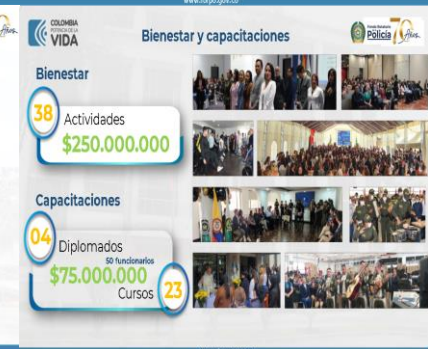 COLOMBIA
POTENCIA DE LA
VIDA
Bienestar y capacitaciones
Policía
Años
Bienestar
38
Actividades
$250.000.000
Capacitaciones
04
Diplomados
50 funcionarios
$75.000.000
Cursos
23